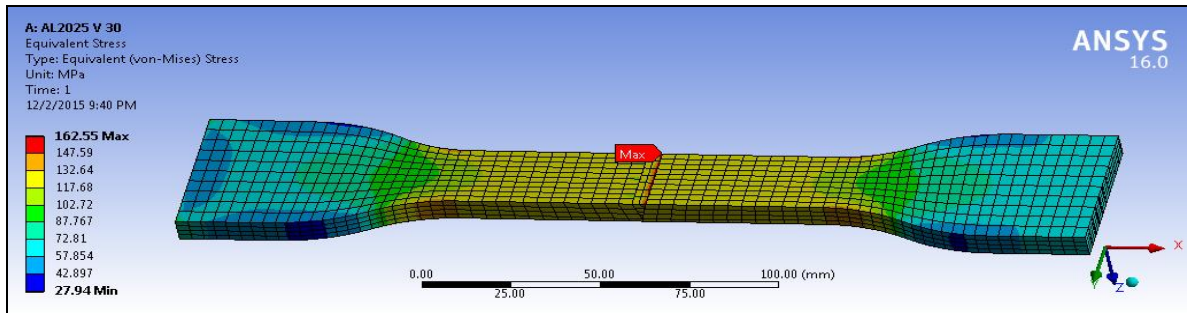 A: AL2025 V 30
Equivalent Stress
Type: Equivalent (von-Mises) Stress
Unit: MPa
Time: 1
12/2/2015 9:40 PM
162.55 Max
147.59
132.64
117.68
102.72
87.767
72.81
57.854
42.897
27.94 Min
ANSYS
16.0
Max
0.00 50.00 100.00 (mm)
25.00 75.00
X
Y
Z